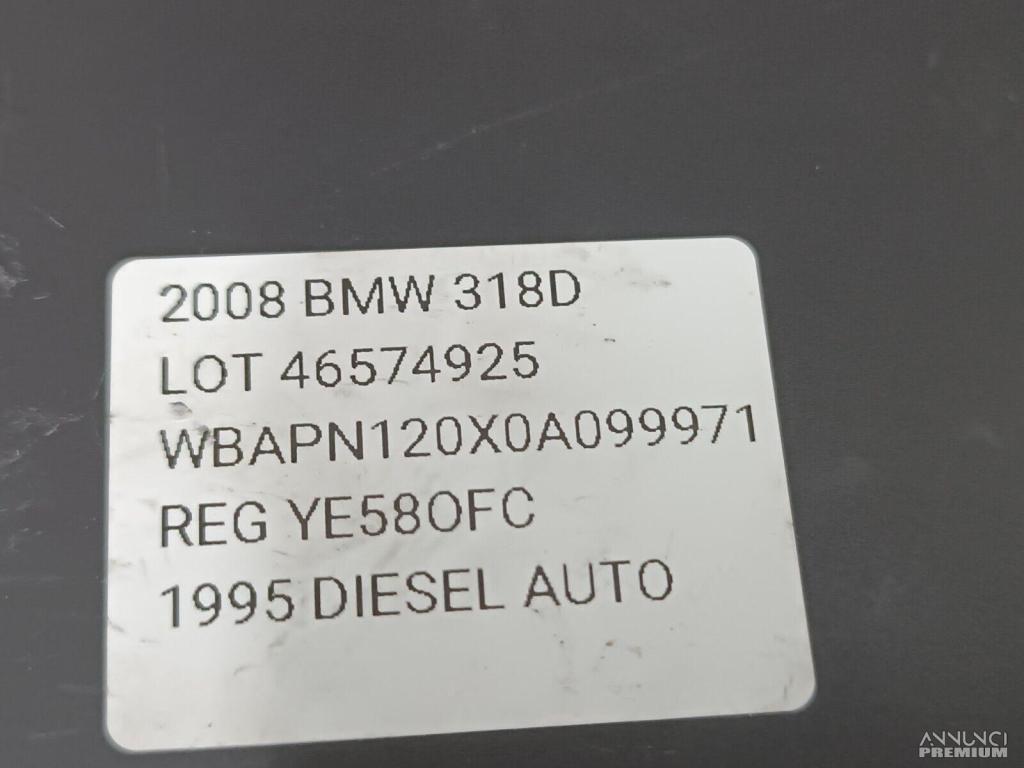 2008 BMW 318D
LOT 46574925
WBAPN120X0A099971
REG YE58OFC
1995 DIESEL AUTO
ANNUNCI
PREMIUM